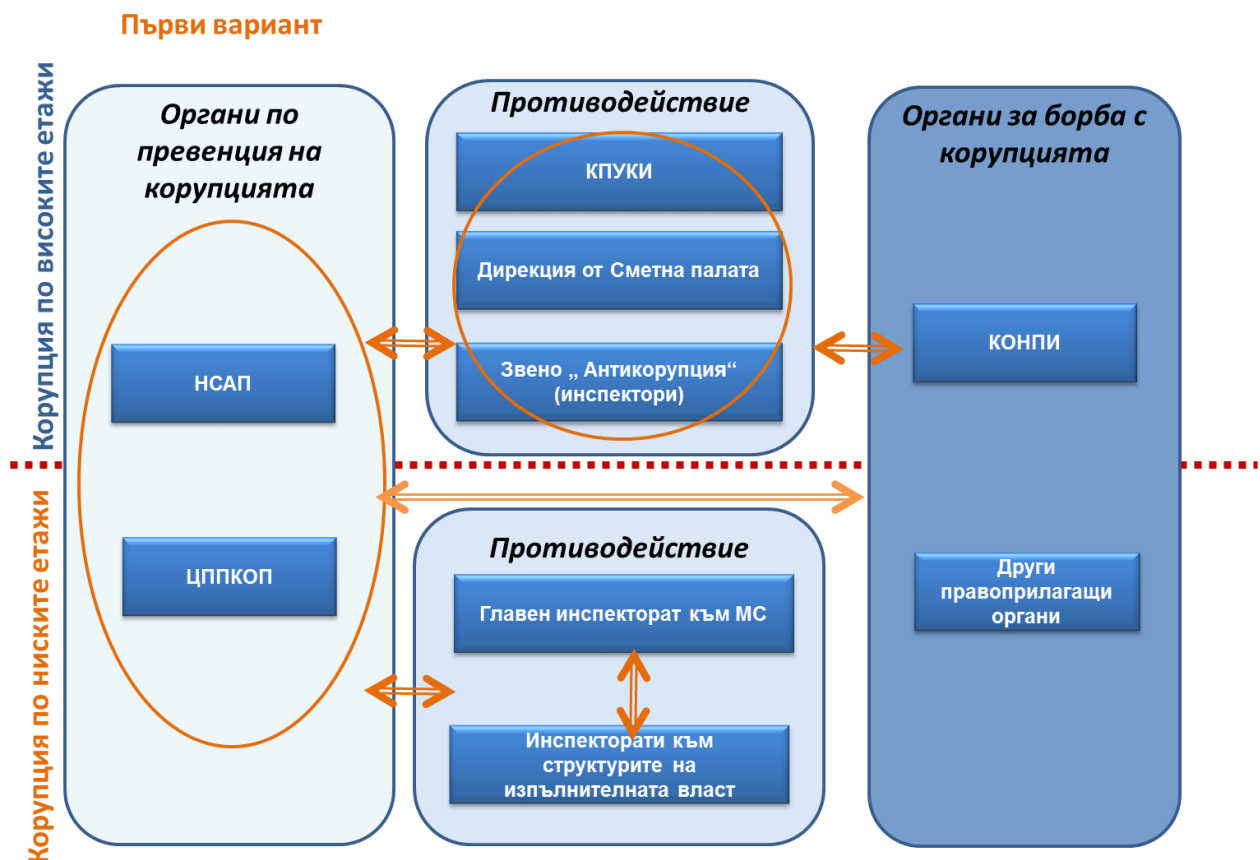 Първи вариант
Корупция по високите етажи
Органи по
превенция на
корупцията
НСАП
ЦППКОП
Противодействие
КПУКИ
Дирекция от Сметна палата
Звено „ Антикорупция“
(инспектори)
Органи за борба с
корупцията
КОНПИ
Други
правоприлагащи
органи
Корупция по ниските етажи
Противодействие
Главен инспекторат към МС
Инспекторати към
структурите на
изпълнителната власт